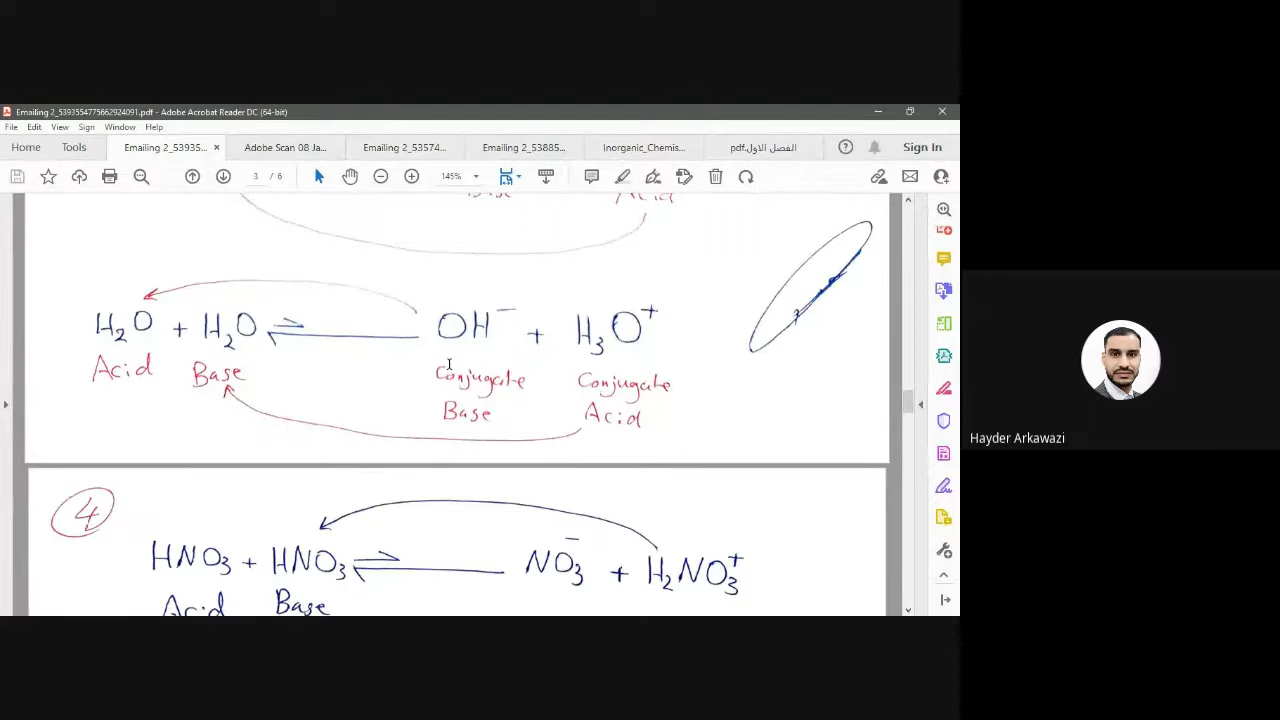 Emailing 2_5393554775662924091.pdf - Adobe Acrobat Reader DC (64-bit)
File Edit View Sign Window Help
Home Tools Emailing 2_53935... × Adobe Scan 08 Ja... Emailing 2_53574... Emailing 2_53885... Inorganic_Chemis... الفصل الاول.pdf Sign In
3 / 6 145%
Base Acid
H₂O + H₂O ⇌ OH⁻ + H₃O⁺
Acid Base Conjugate Conjugate
Base Acid
4
HNO₃ + HNO₃ ⇌ NO₃⁻ + H₂NO₃⁺
Acid Base
Hayder Arkawazi